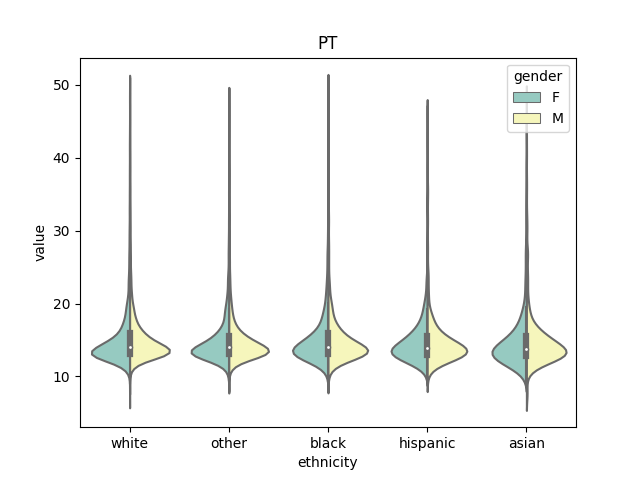 PT
value
50
40
30
20
10
gender
F
M
white other black hispanic asian
ethnicity